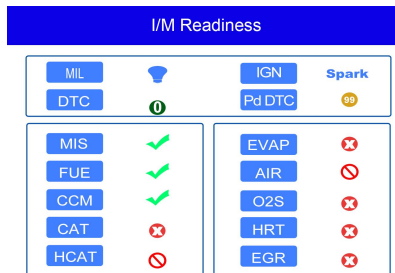 I/M Readiness
MIL
IGN Spark
DTC 0
Pd DTC 99
MIS
FUE
CCM
CAT
HCAT
EVAP
AIR
O2S
HRT
EGR